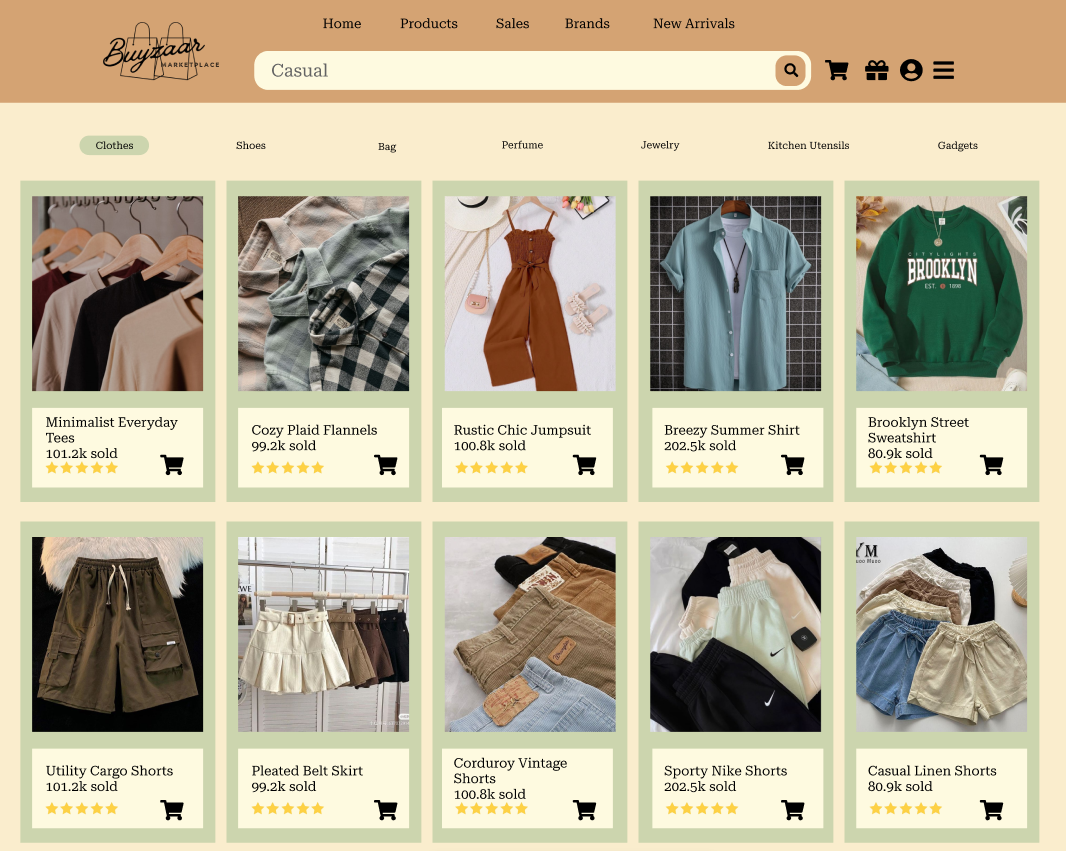 Home Products Sales Brands New Arrivals
Buyzaar
MARKETPLACE
Casual
Clothes Shoes Bag Perfume Jewelry Kitchen Utensils Gadgets
CITYLIGHTS
BROOKLYN
EST. 1898
Minimalist Everyday
Tees
101.2k sold
Cozy Plaid Flannels
99.2k sold
Rustic Chic Jumpsuit
100.8k sold
Breezy Summer Shirt
202.5k sold
Brooklyn Street
Sweatshirt
80.9k sold
Utility Cargo Shorts
101.2k sold
Pleated Belt Skirt
99.2k sold
Corduroy Vintage
Shorts
100.8k sold
Sporty Nike Shorts
202.5k sold
Casual Linen Shorts
80.9k sold